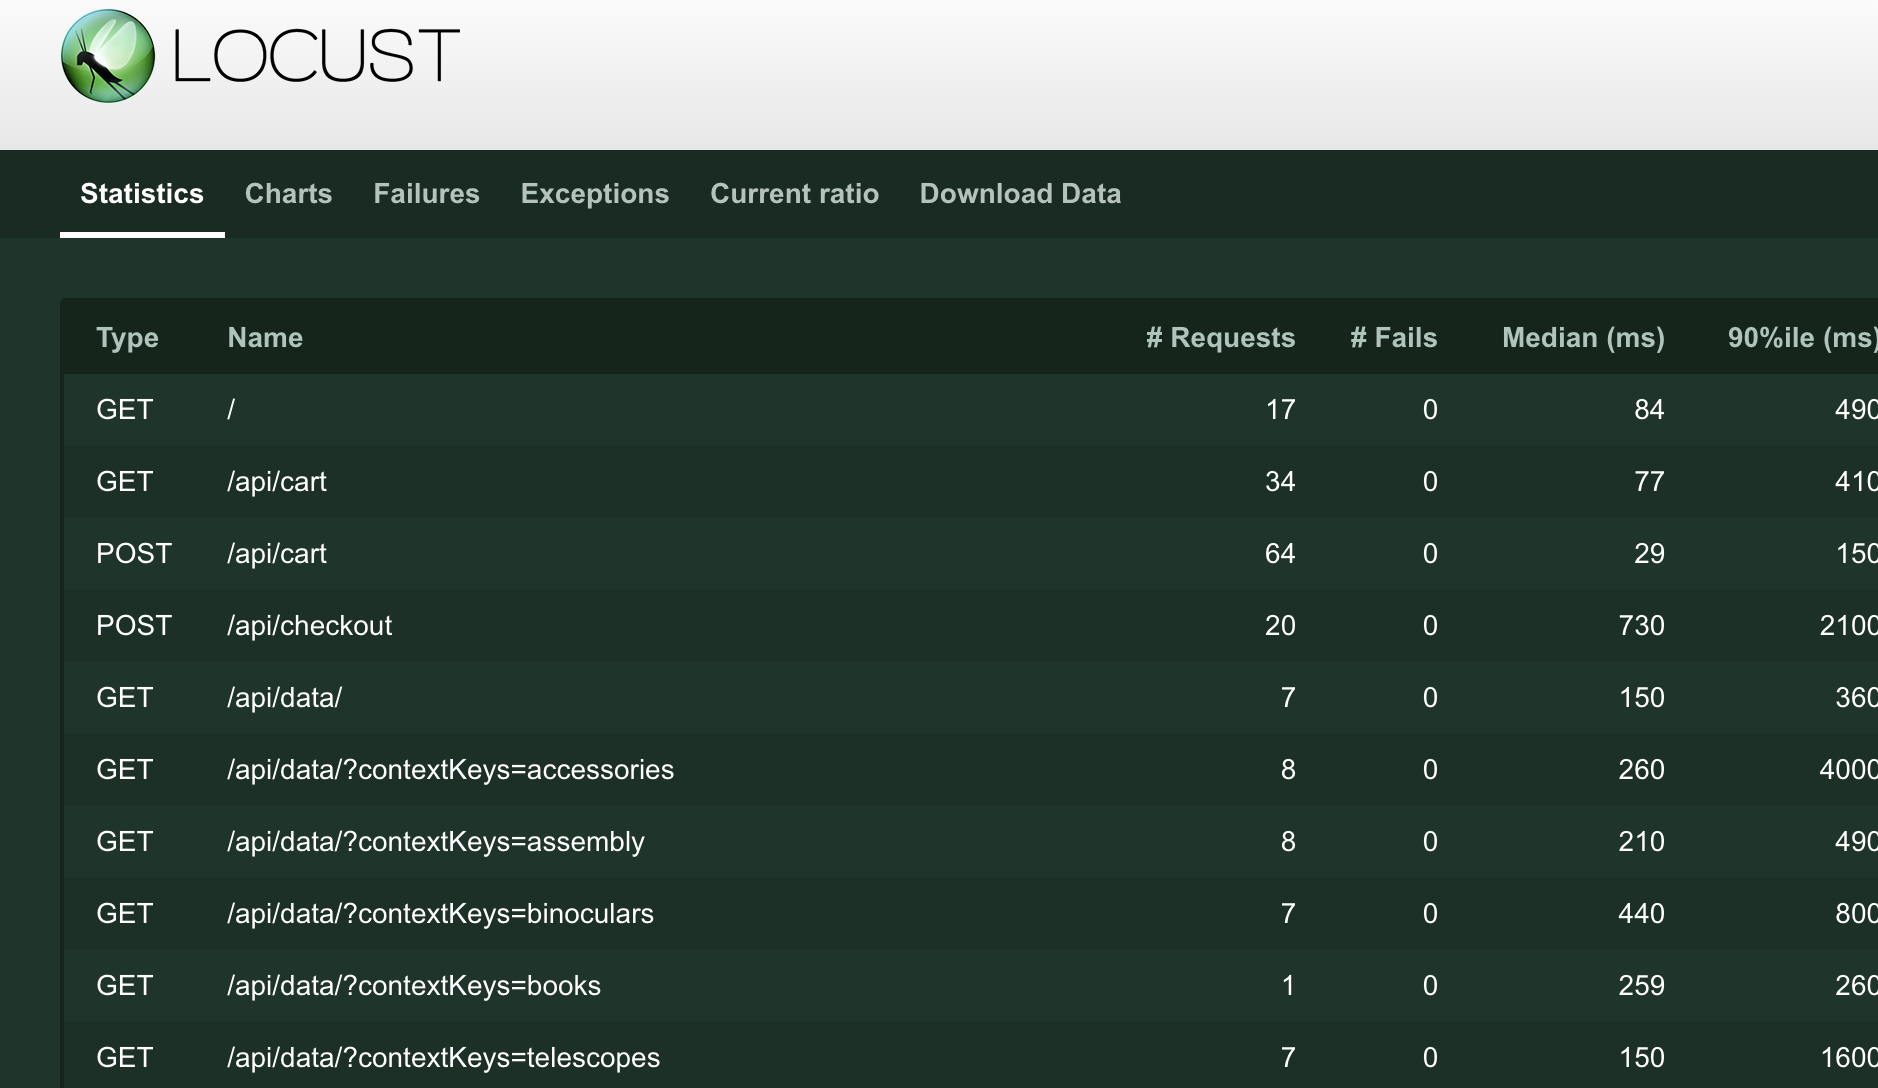 LOCUST
Statistics Charts Failures Exceptions Current ratio Download Data
Type Name # Requests # Fails Median (ms) 90%ile (ms)
GET / 17 0 84 490
GET /api/cart 34 0 77 410
POST /api/cart 64 0 29 150
POST /api/checkout 20 0 730 2100
GET /api/data/ 7 0 150 360
GET /api/data/?contextKeys=accessories 8 0 260 4000
GET /api/data/?contextKeys=assembly 8 0 210 490
GET /api/data/?contextKeys=binoculars 7 0 440 800
GET /api/data/?contextKeys=books 1 0 259 260
GET /api/data/?contextKeys=telescopes 7 0 150 1600